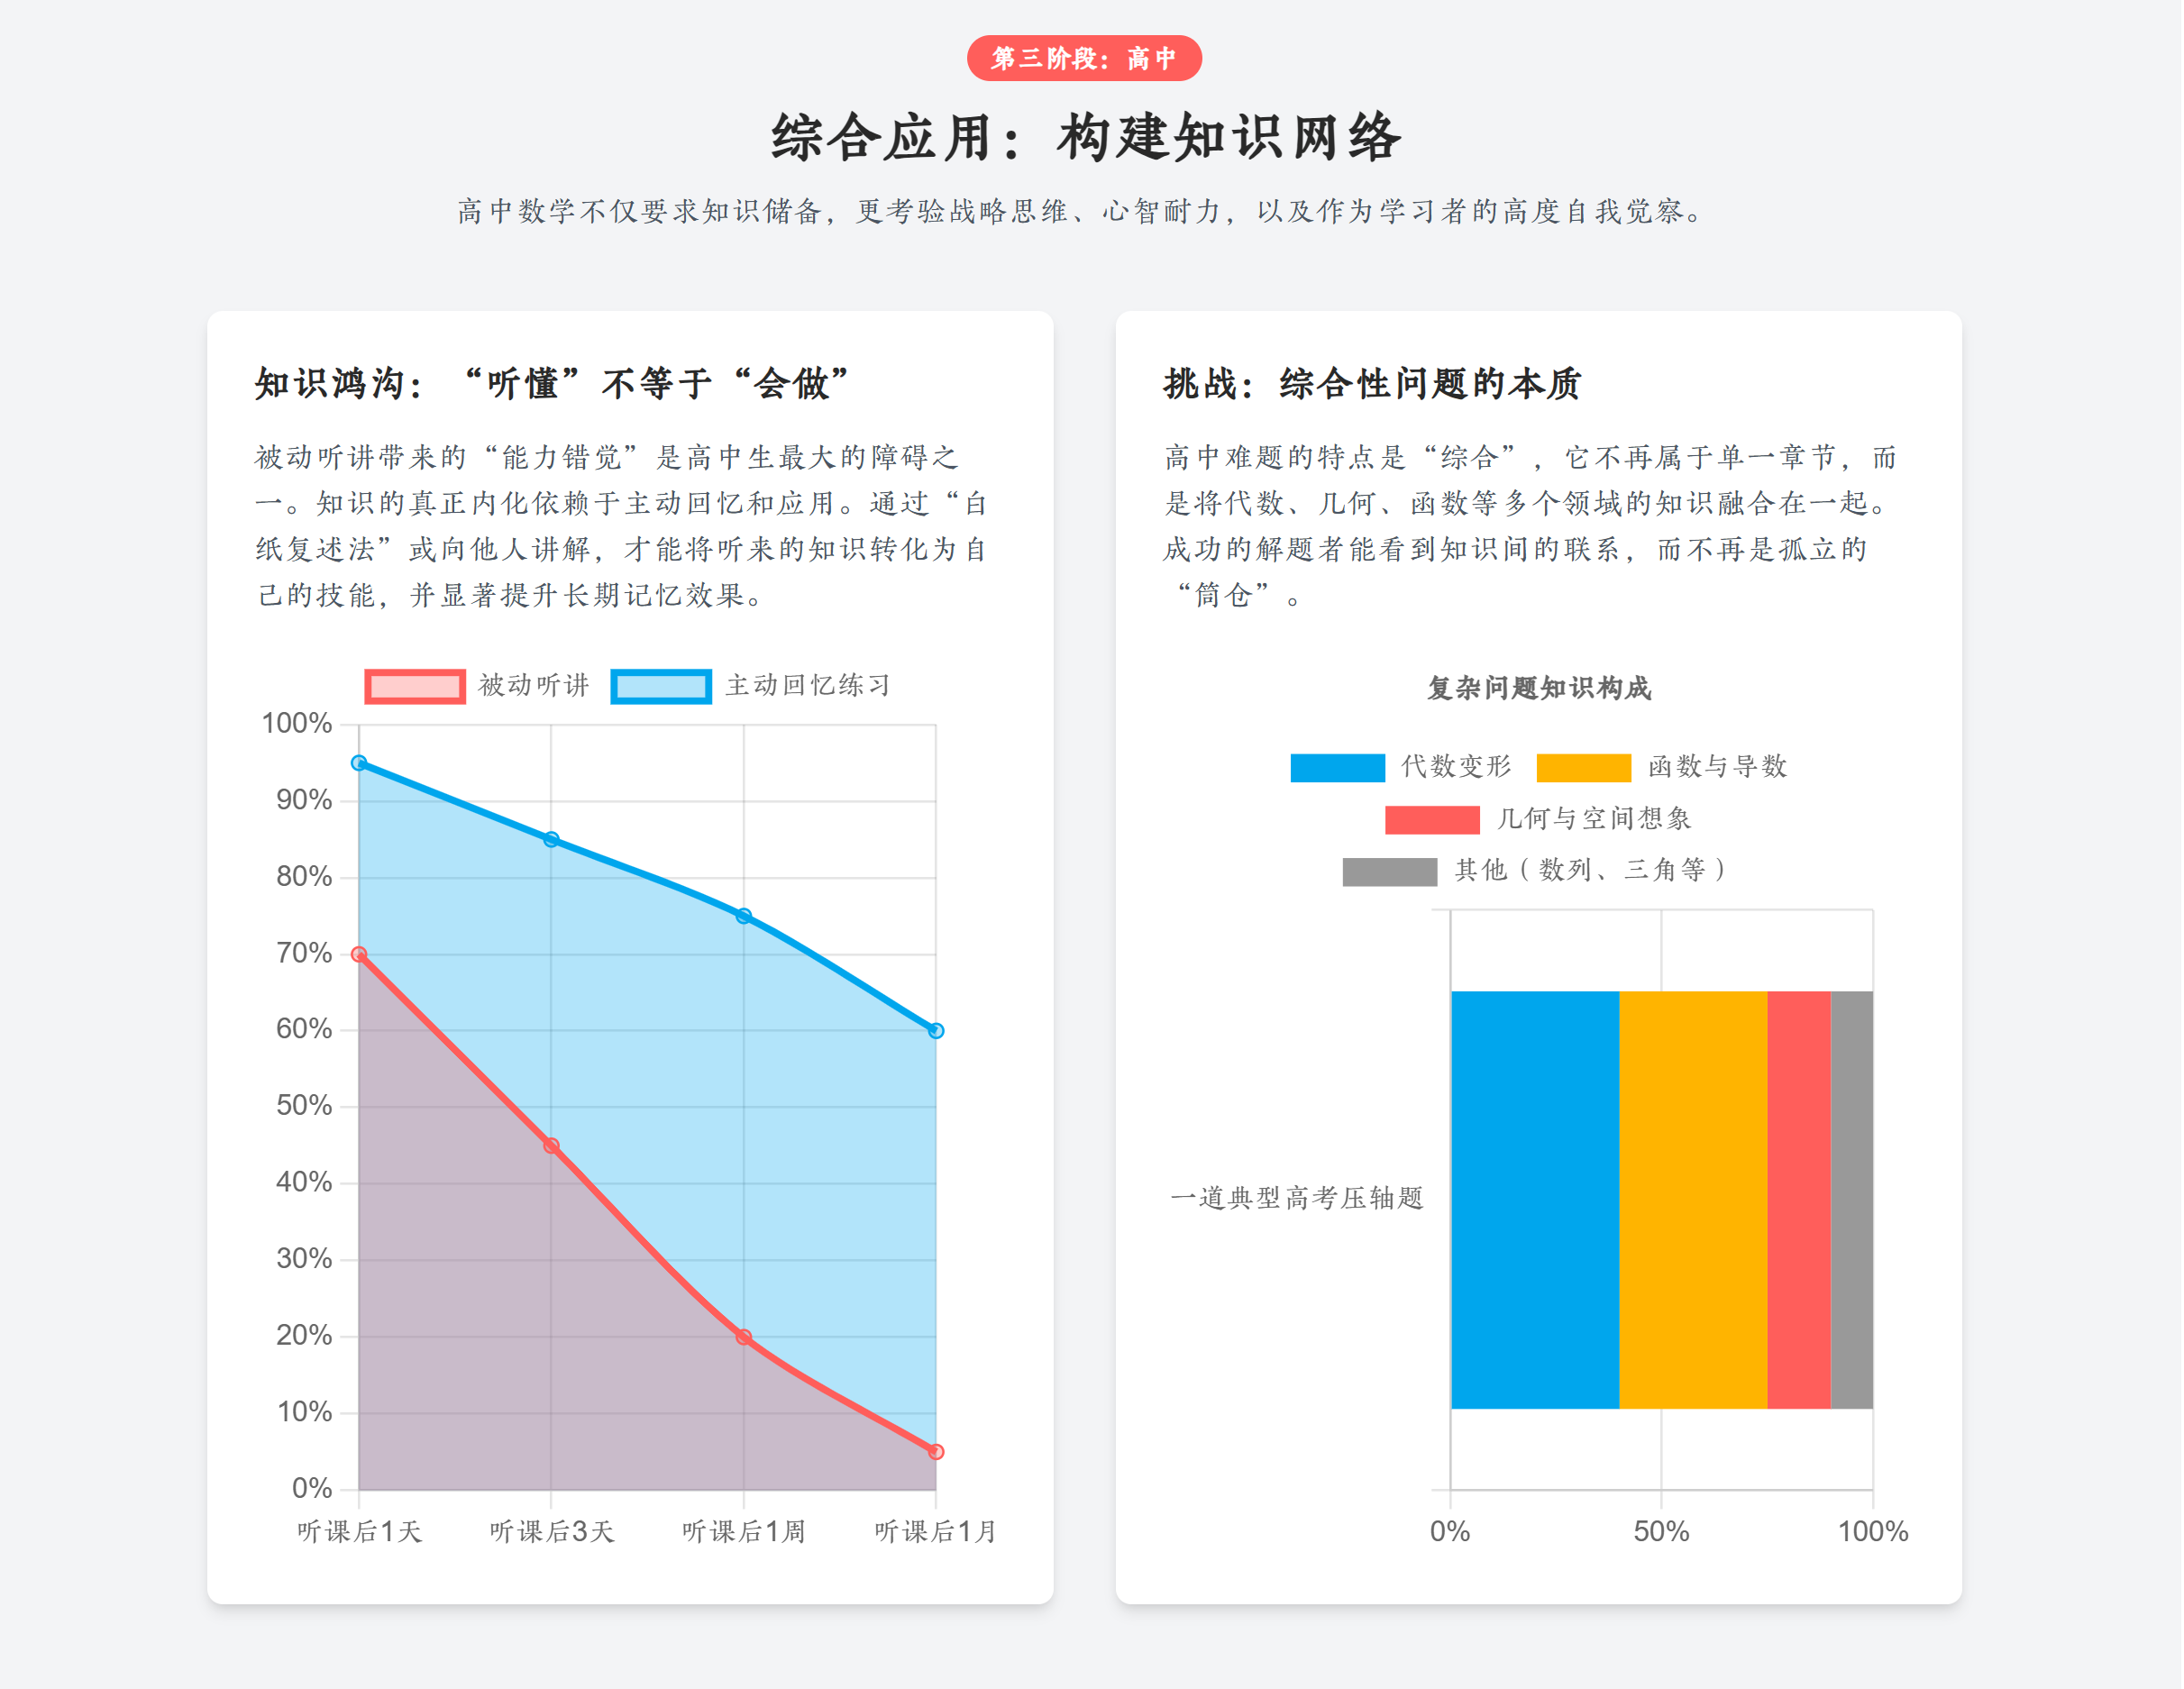 第三阶段：高中
综合应用：构建知识网络
高中数学不仅要求知识储备，更考验战略思维、心智耐力，以及作为学习者的高度自我觉察。
知识鸿沟：“听懂”不等于“会做”
被动听讲带来的“能力错觉”是高中生最大的障碍之
一。知识的真正内化依赖于主动回忆和应用。通过“白
纸复述法”或向他人讲解，才能将听来的知识转化为自
己的技能，并显著提升长期记忆效果。
被动听讲
主动回忆练习
100%
90%
80%
70%
60%
50%
40%
30%
20%
10%
0%
听课后1天
听课后3天
听课后1周
听课后1月
挑战：综合性问题的本质
高中难题的特点是“综合”，它不再属于单一章节，而
是将代数、几何、函数等多个领域的知识融合在一起。
成功的解题者能看到知识间的联系，而不再是孤立的
“筒仓”。
复杂问题知识构成
代数变形
函数与导数
几何与空间想象
其他（数列、三角等）
一道典型高考压轴题
0%
50%
100%